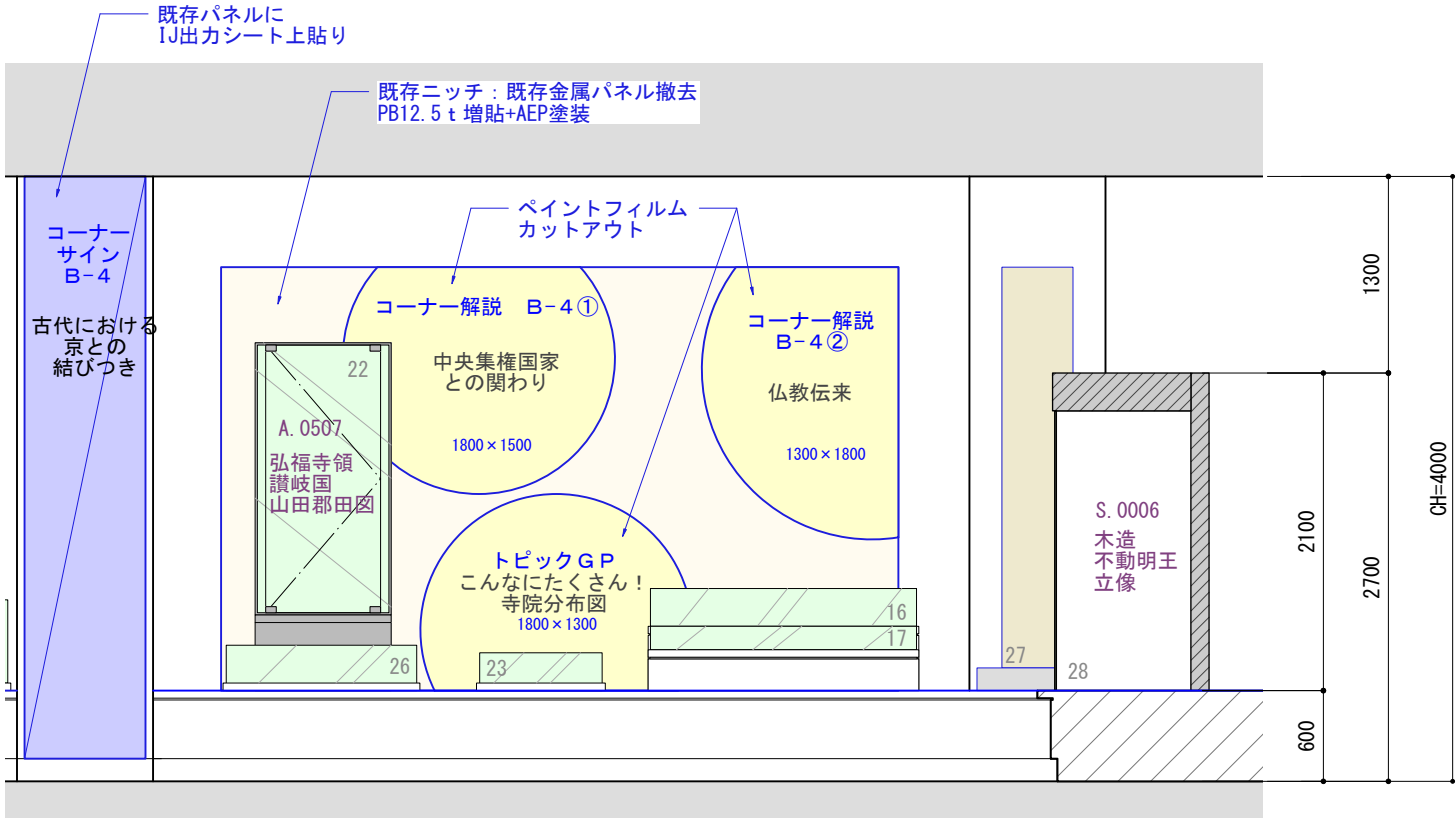 既存パネルに
IJ出力シート上貼り
既存ニッチ：既存金属パネル撤去
PB12.5ｔ増貼+AEP塗装
ペイントフィルム
カットアウト
コーナー
サイン
Ｂ-４
古代における
京との
結びつき
コーナー解説　Ｂ-４①
中央集権国家
との関わり
1800×1500
コーナー解説
Ｂ-４②
仏教伝来
1300×1800
22
A.0507
弘福寺領
讃岐国
山田郡田図
トピックＧＰ
こんなにたくさん！
寺院分布図
1800×1300
26
23
16
17
27
28
S.0006
木造
不動明王
立像
1300
2100
2700
600
CH=4000